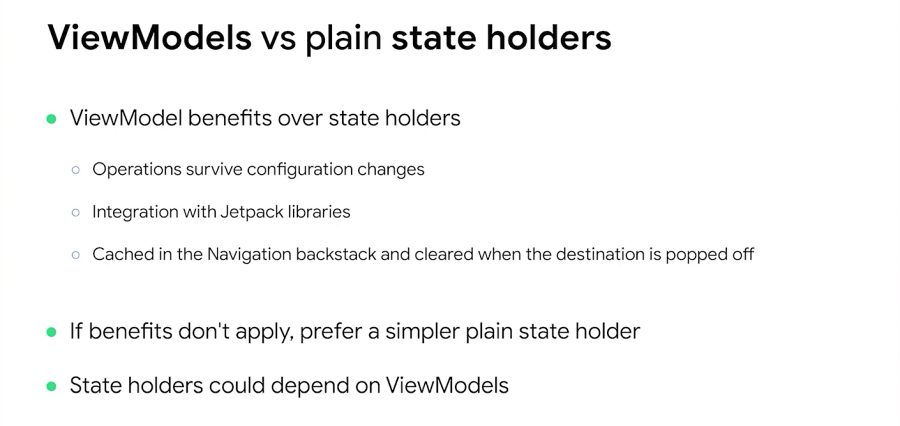 ViewModels vs plain state holders
ViewModel benefits over state holders
Operations survive configuration changes
Integration with Jetpack libraries
Cached in the Navigation backstack and cleared when the destination is popped off
If benefits don't apply, prefer a simpler plain state holder
State holders could depend on ViewModels